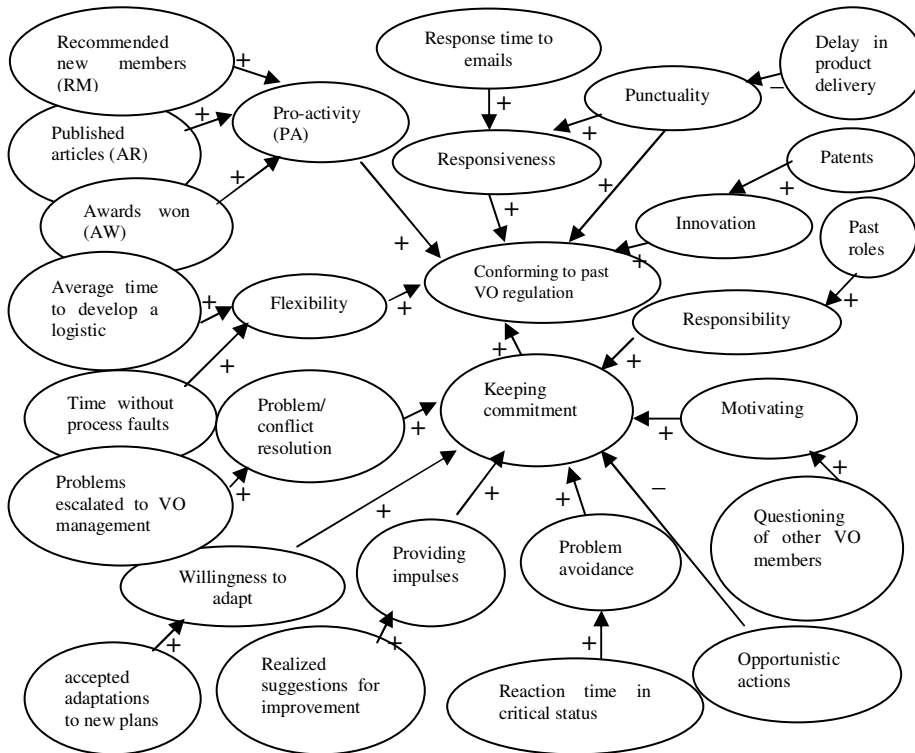 Recommended
new members
(RM)
+
Response time to
emails
Delay in
product
delivery
−
Punctuality
+
Pro-activity
(PA)
Published
articles (AR)
+
+
Responsiveness
Patents
+
Awards won
(AW)
+
+
+
Innovation
Past
roles
+
+
Conforming to past
VO regulation
Average time
to develop a
logistic
+
Flexibility
+
+
Responsibility
+
+
+
Keeping
commitment
Time without
process faults
Problem/
conflict
resolution
+
Motivating
+
+
Problems
escalated to VO
management
+
−
+
+
+
Questioning
of other VO
members
Providing
impulses
Problem
avoidance
Willingness to
adapt
+
+
+
accepted
adaptations
to new plans
Realized
suggestions for
improvement
Reaction time in
critical status
Opportunistic
actions